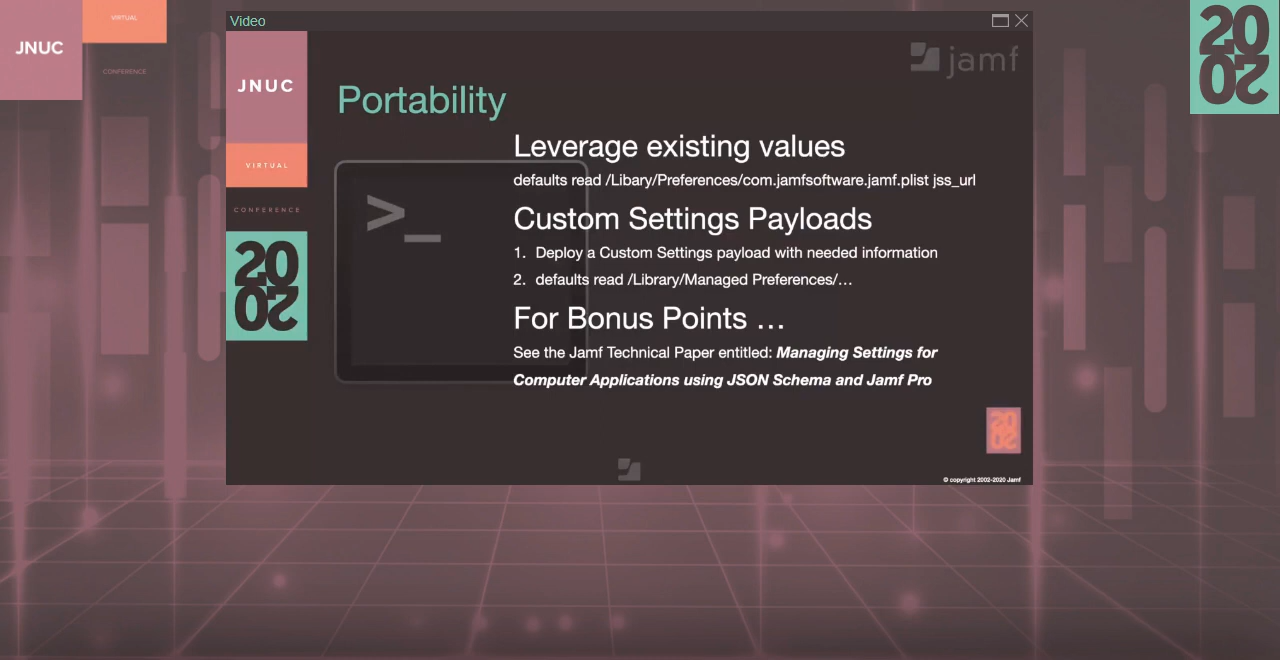 JNUC
VIRTUAL
CONFERENCE
2020
Video
JNUC
VIRTUAL
CONFERENCE
2020
jamf
Portability
>_
Leverage existing values
defaults read /Libary/Preferences/com.jamfsoftware.jamf.plist jss_url
Custom Settings Payloads
1. Deploy a Custom Settings payload with needed information
2. defaults read /Library/Managed Preferences/…
For Bonus Points …
See the Jamf Technical Paper entitled: Managing Settings for
Computer Applications using JSON Schema and Jamf Pro
2020
© copyright 2002-2020 Jamf